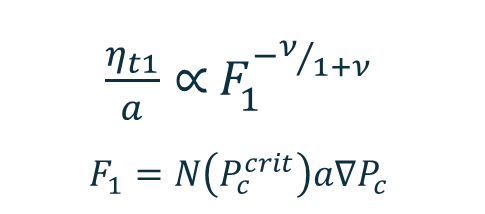 η_{t1}/a ∝ F_1^{-ν/1+ν}
F_1 = N(P_c^{crit})a∇P_c